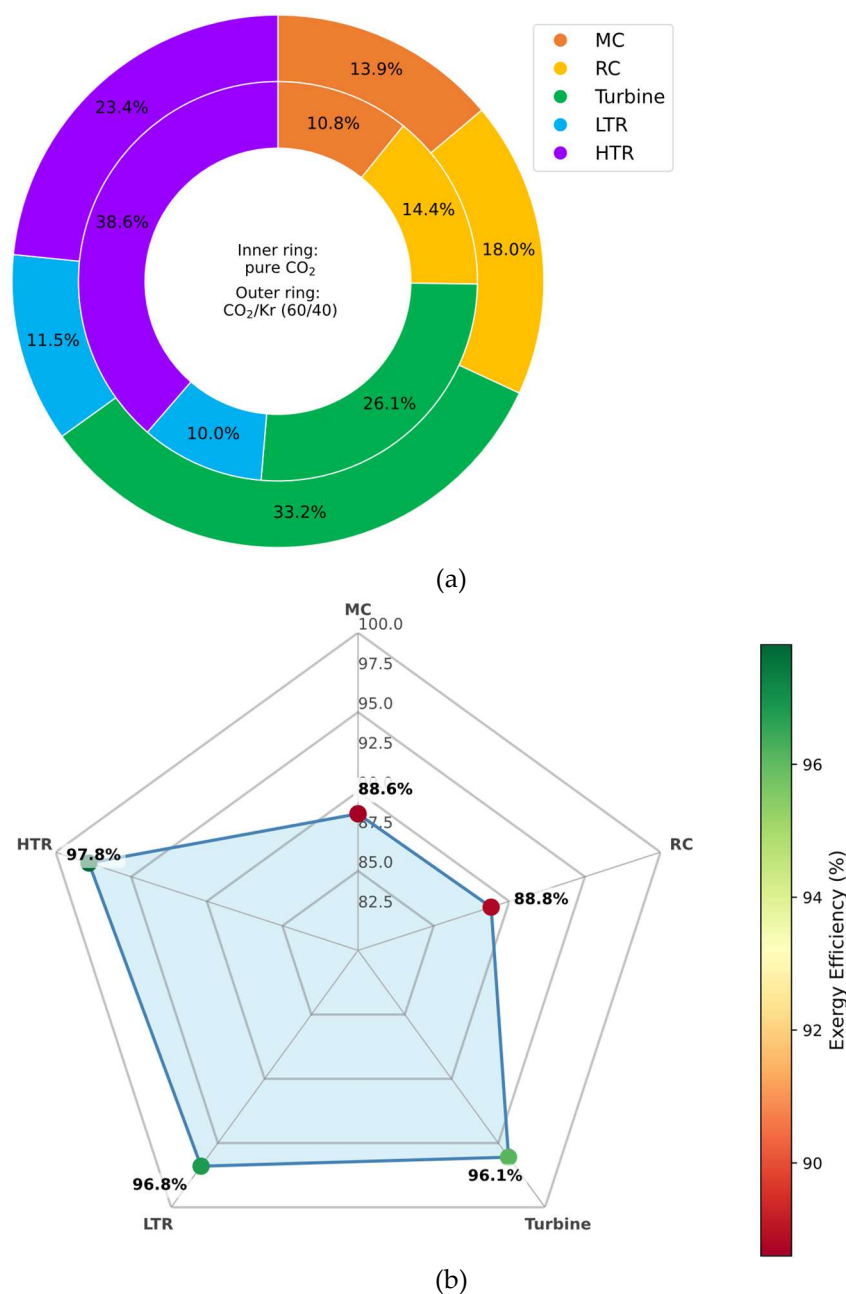 MC
RC
Turbine
LTR
HTR
13.9%
23.4%
10.8%
14.4%
38.6%
18.0%
Inner ring:
pure CO₂
Outer ring:
CO₂/Kr (60/40)
11.5%
26.1%
10.0%
33.2%
(a)
MC
100.0
97.5
95.0
92.5
88.6%
87.5
85.0
82.5
HTR
97.8%
RC
88.8%
96.8%
96.1%
LTR
Turbine
96
94
92
90
Exergy Efficiency (%)
(b)